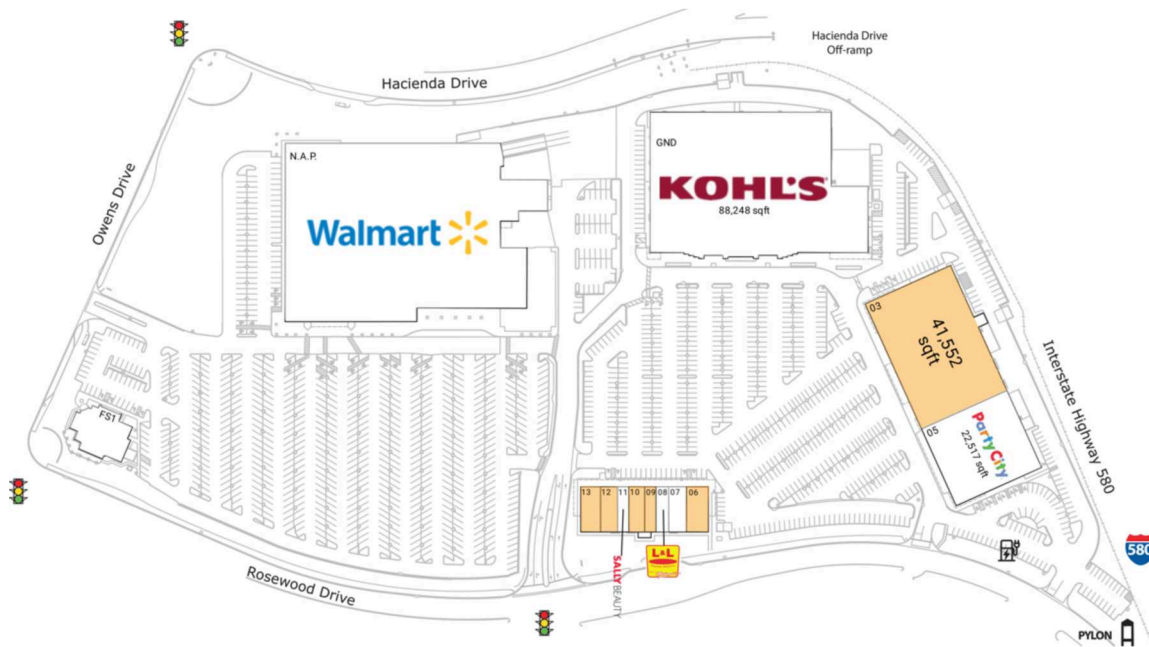 Hacienda Drive
Off-ramp
Hacienda Drive
Owens Drive
N.A.P.
Walmart
GND
KOHL'S
88,248 sqft
03
41,552
sqft
Interstate Highway 580
05
PartyCity
22,517 sqft
FS1
13 12 11 10 09 08 07 06
L&L
SALLY BEAUTY
Rosewood Drive
580
PYLON